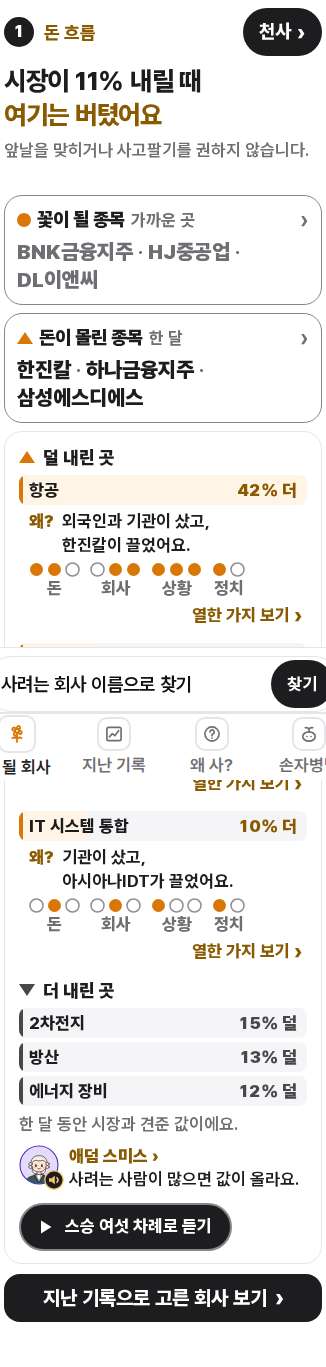 1 돈 흐름
천사 ›
시장이 11% 내릴 때
여기는 버텼어요
앞날을 맞히거나 사고팔기를 권하지 않습니다.
꽃이 될 종목 가까운 곳 ›
BNK금융지주 · HJ중공업 ·
DL이앤씨
돈이 몰린 종목 한 달 ›
한진칼 · 하나금융지주 ·
삼성에스디에스
덜 내린 곳
항공 42% 더
왜? 외국인과 기관이 샀고,
한진칼이 끌었어요.
돈 회사 상황 정치
열한 가지 보기 ›
사려는 회사 이름으로 찾기 찾기
될 회사 지난 기록 왜 사? 손자병
열한 가지 보기 ›
IT 시스템 통합 10% 더
왜? 기관이 샀고,
아시아나IDT가 끌었어요.
돈 회사 상황 정치
열한 가지 보기 ›
더 내린 곳
2차전지 15% 덜
방산 13% 덜
에너지 장비 12% 덜
한 달 동안 시장과 견준 값이에요.
애덤 스미스 ›
사려는 사람이 많으면 값이 올라요.
스승 여섯 차례로 듣기
지난 기록으로 고른 회사 보기 ›